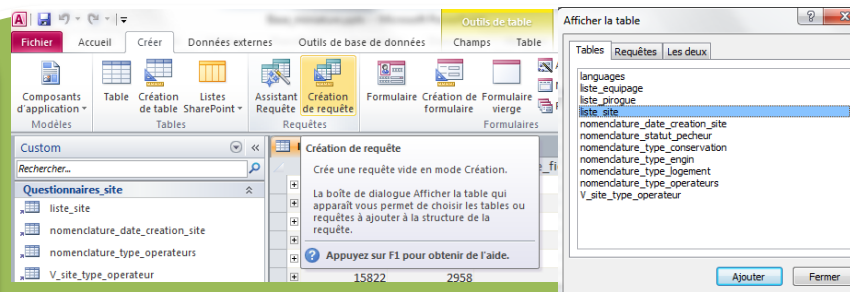 A
Outils de table
Fichier Accueil Créer Données externes Outils de base de données Champs Table
Composants d'application
Table
Création de table
Listes SharePoint
Assistant Requête
Création de requête
Formulaire
Création de formulaire
Formulaire vierge
Modèles
Tables
Requêtes
Formulaires
Custom
Rechercher...
Questionnaires_site
liste_site
nomenclature_date_creation_site
nomenclature_type_operateurs
V_site_type_operateur
Création de requête
Crée une requête vide en mode Création.
La boîte de dialogue Afficher la table qui
apparaît vous permet de choisir les tables ou
requêtes à ajouter à la structure de la
requête.
Appuyez sur F1 pour obtenir de l'aide.
15822 2958
Afficher la table
Tables Requêtes Les deux
languages
liste_equipage
liste_pirogue
liste_site
nomenclature_date_creation_site
nomenclature_statut_pecheur
nomenclature_type_conservation
nomenclature_type_engin
nomenclature_type_logement
nomenclature_type_operateurs
V_site_type_operateur
Ajouter Fermer